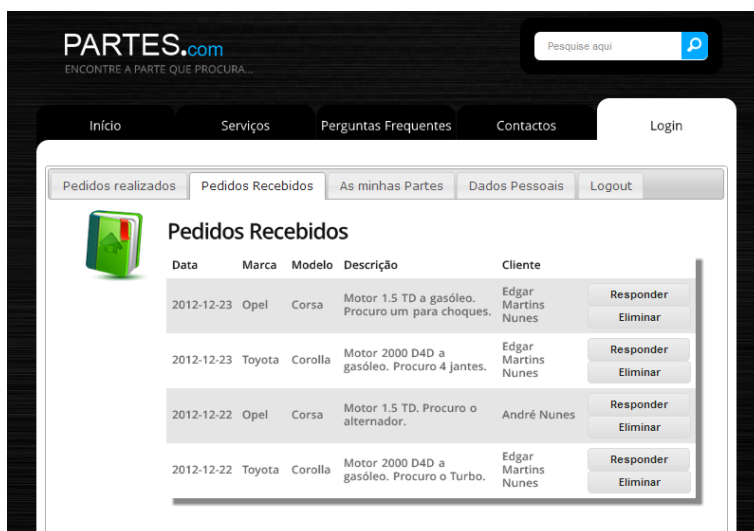 PARTES.com
ENCONTRE A PARTE QUE PROCURA...
Pesquise aqui
Início Serviços Perguntas Frequentes Contactos Login
Pedidos realizados Pedidos Recebidos As minhas Partes Dados Pessoais Logout
Pedidos Recebidos
Data Marca Modelo Descrição Cliente
2012-12-23 Opel Corsa Motor 1.5 TD a gasóleo.
Procuro um para choques.
Edgar
Martins
Nunes
Responder
Eliminar
2012-12-23 Toyota Corolla Motor 2000 D4D a
gasóleo. Procuro 4 jantes.
Edgar
Martins
Nunes
Responder
Eliminar
2012-12-22 Opel Corsa Motor 1.5 TD. Procuro o
alternador.
André Nunes
Responder
Eliminar
2012-12-22 Toyota Corolla Motor 2000 D4D a
gasóleo. Procuro o Turbo.
Edgar
Martins
Nunes
Responder
Eliminar